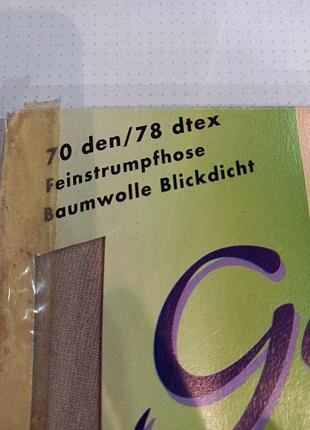 70 den/78 dtex
Feinstrumpfhose
Baumwolle Blickdicht